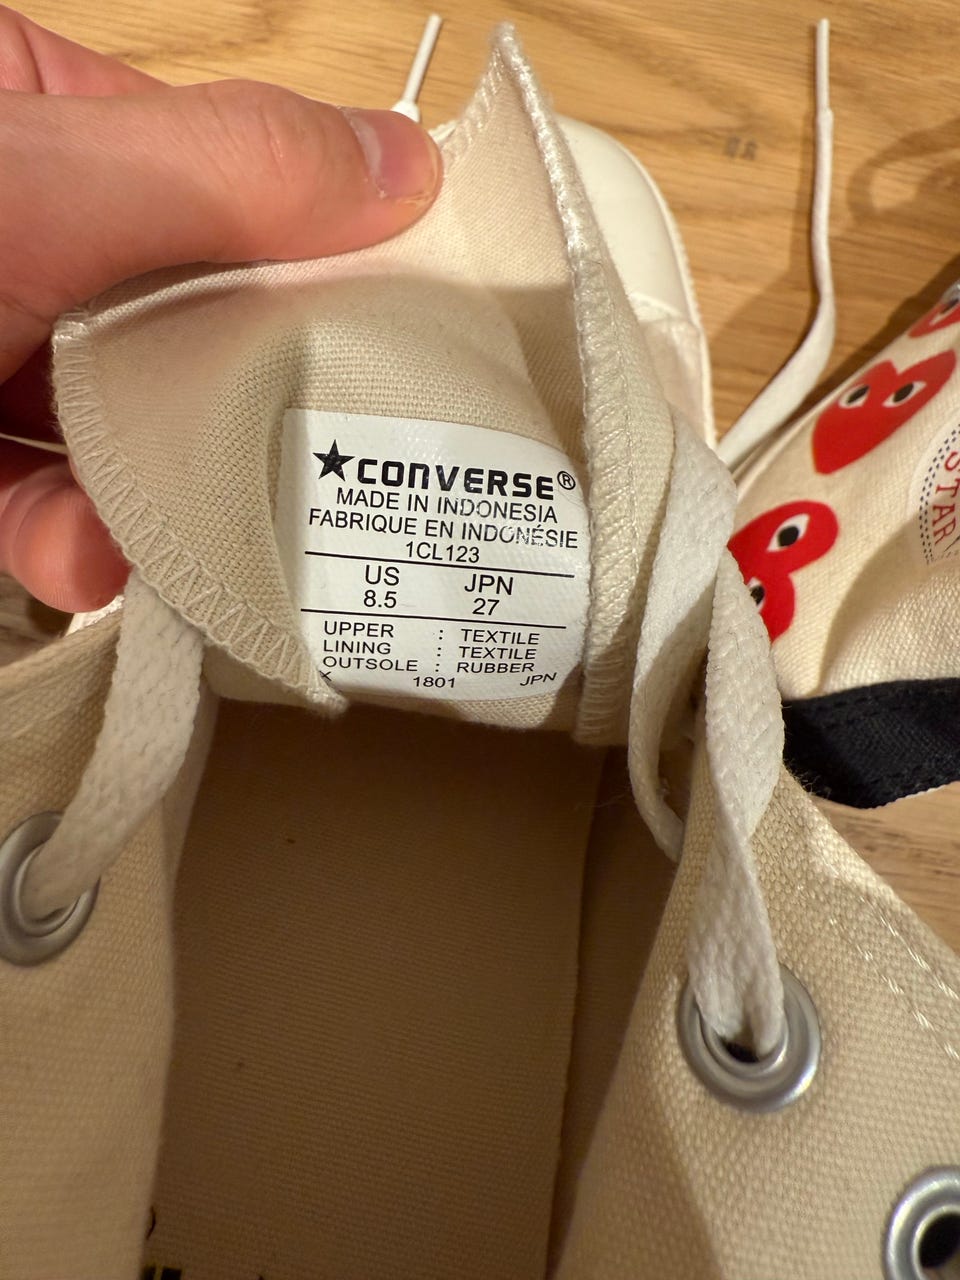 ★CONVERSE®
MADE IN INDONESIA
FABRIQUE EN INDONÉSIE
1CL123
US JPN
8.5 27
UPPER : TEXTILE
LINING : TEXTILE
OUTSOLE : RUBBER
X 1801 JPN
STAR